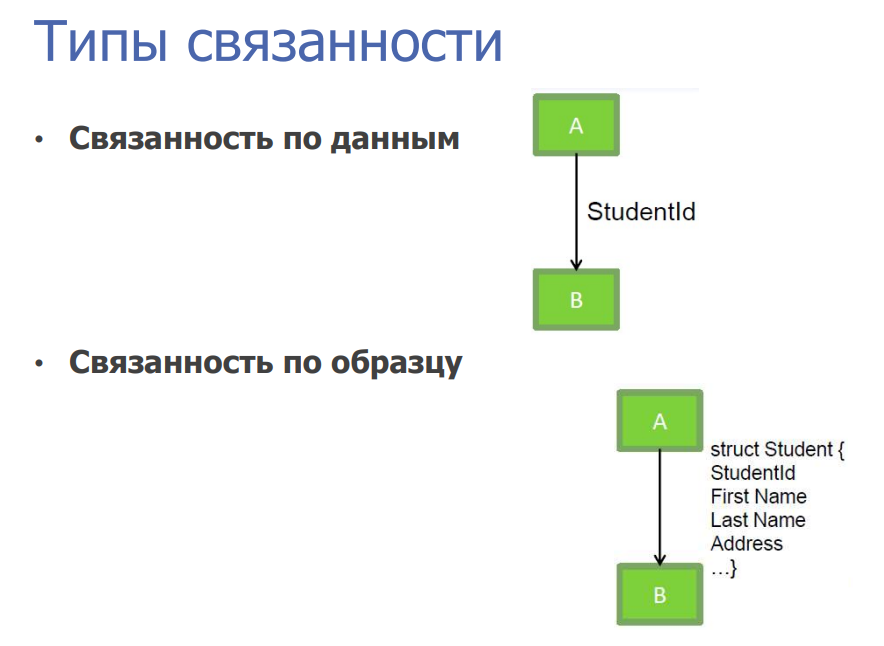 Типы связанности
• Связанность по данным
A
StudentId
B
• Связанность по образцу
A
struct Student {
StudentId
First Name
Last Name
Address
...}
B